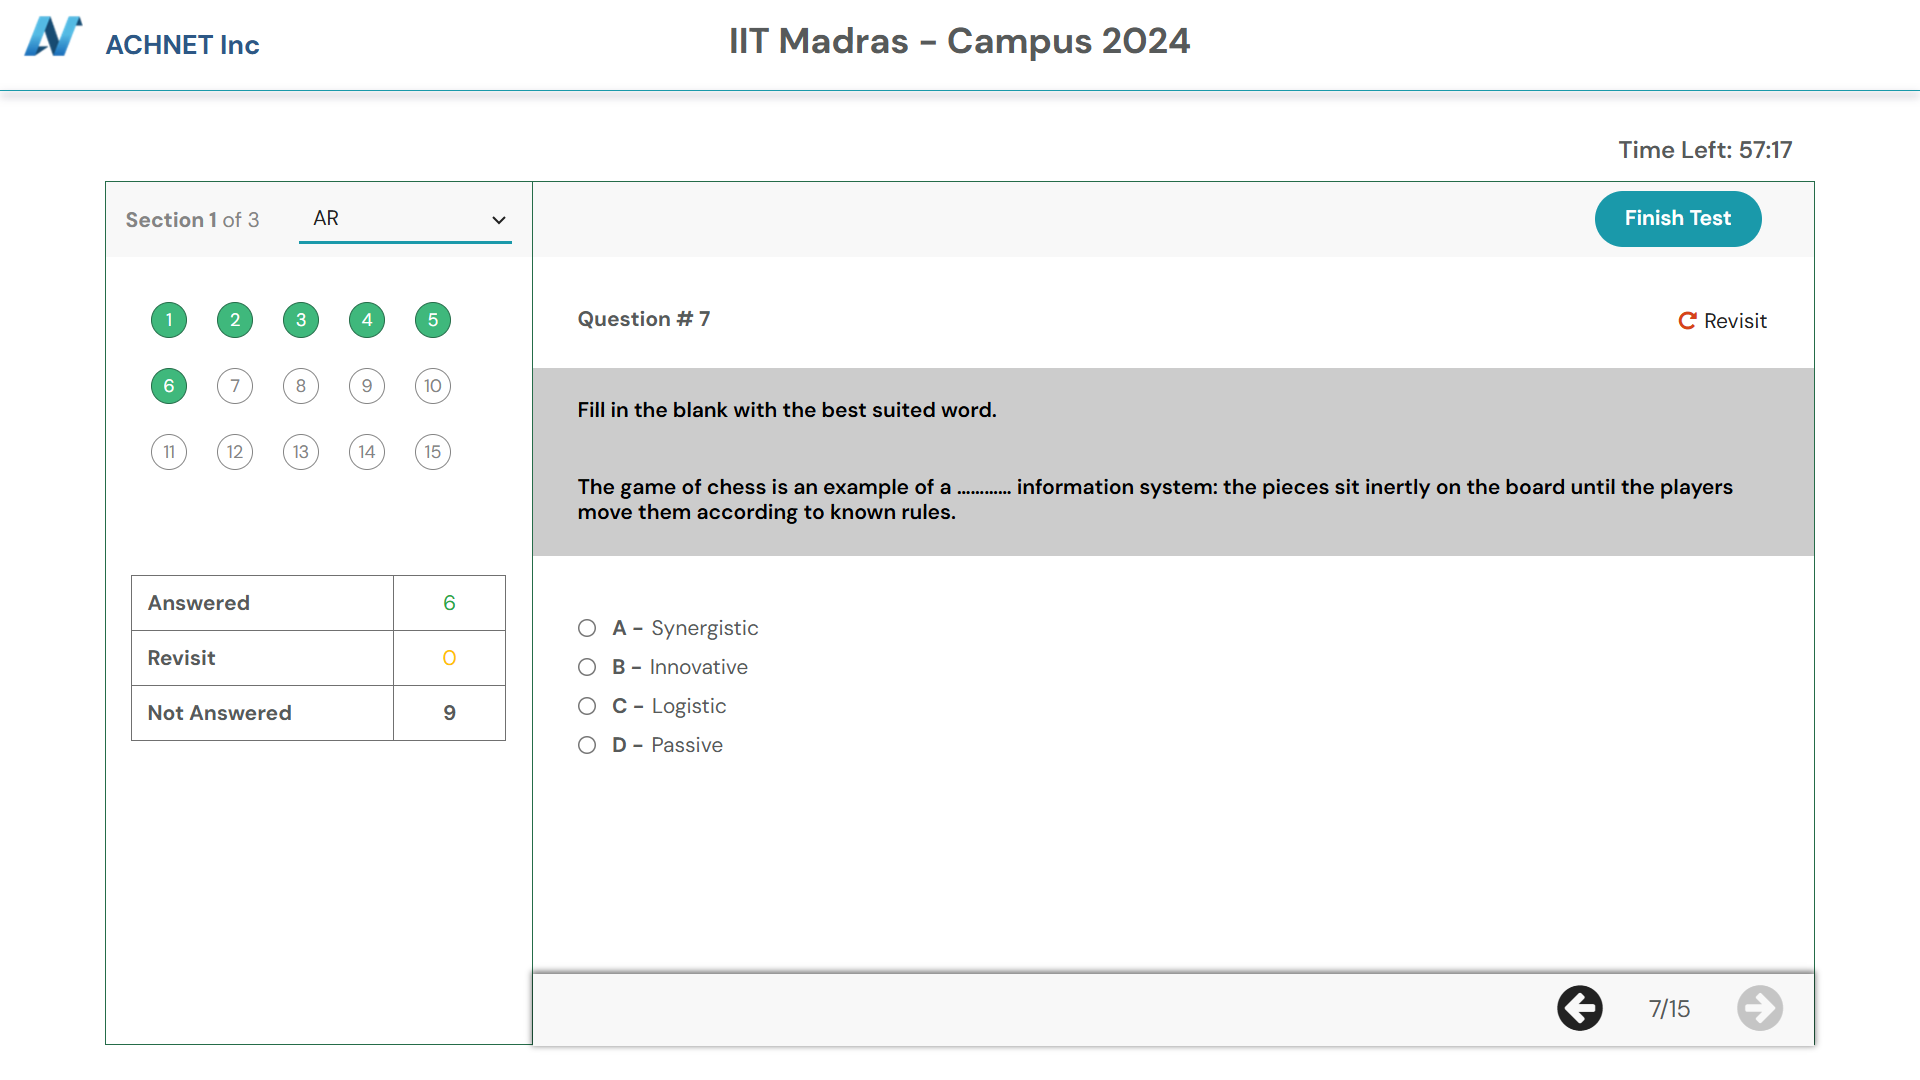 ACHNET Inc
IIT Madras - Campus 2024
Time Left: 57:17
Section 1 of 3
AR
Finish Test
1 2 3 4 5
6 7 8 9 10
11 12 13 14 15
Question # 7
Revisit
Fill in the blank with the best suited word.
The game of chess is an example of a ............ information system: the pieces sit inertly on the board until the players
move them according to known rules.
Answered 6
Revisit 0
Not Answered 9
A - Synergistic
B - Innovative
C - Logistic
D - Passive
7/15